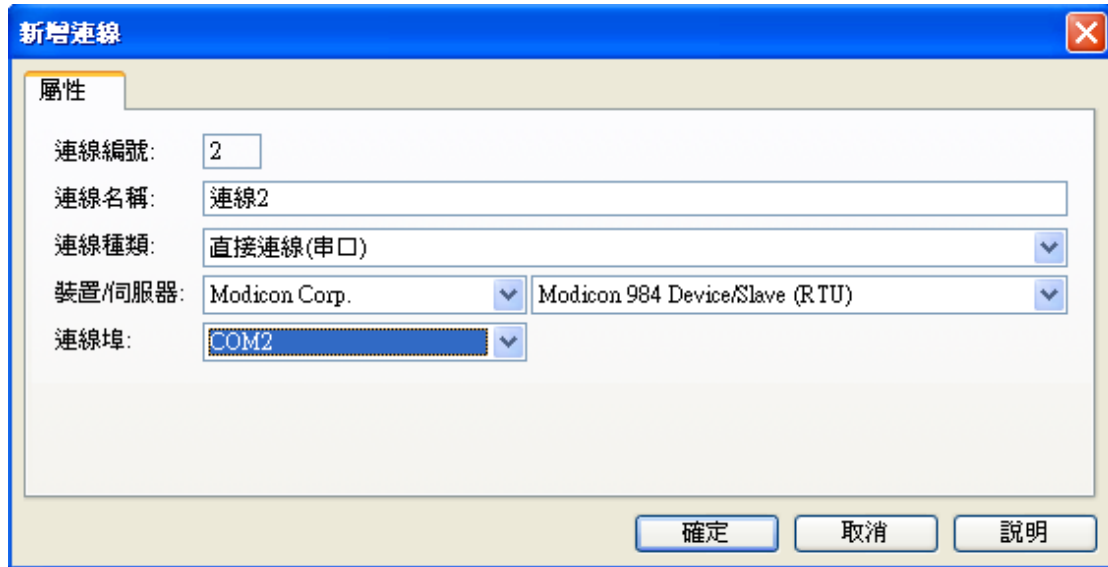 新增連線
屬性
連線編號: 2
連線名稱: 連線2
連線種類: 直接連線(串口)
裝置/伺服器: Modicon Corp. Modicon 984 Device/Slave (RTU)
連線埠: COM2
確定 取消 說明